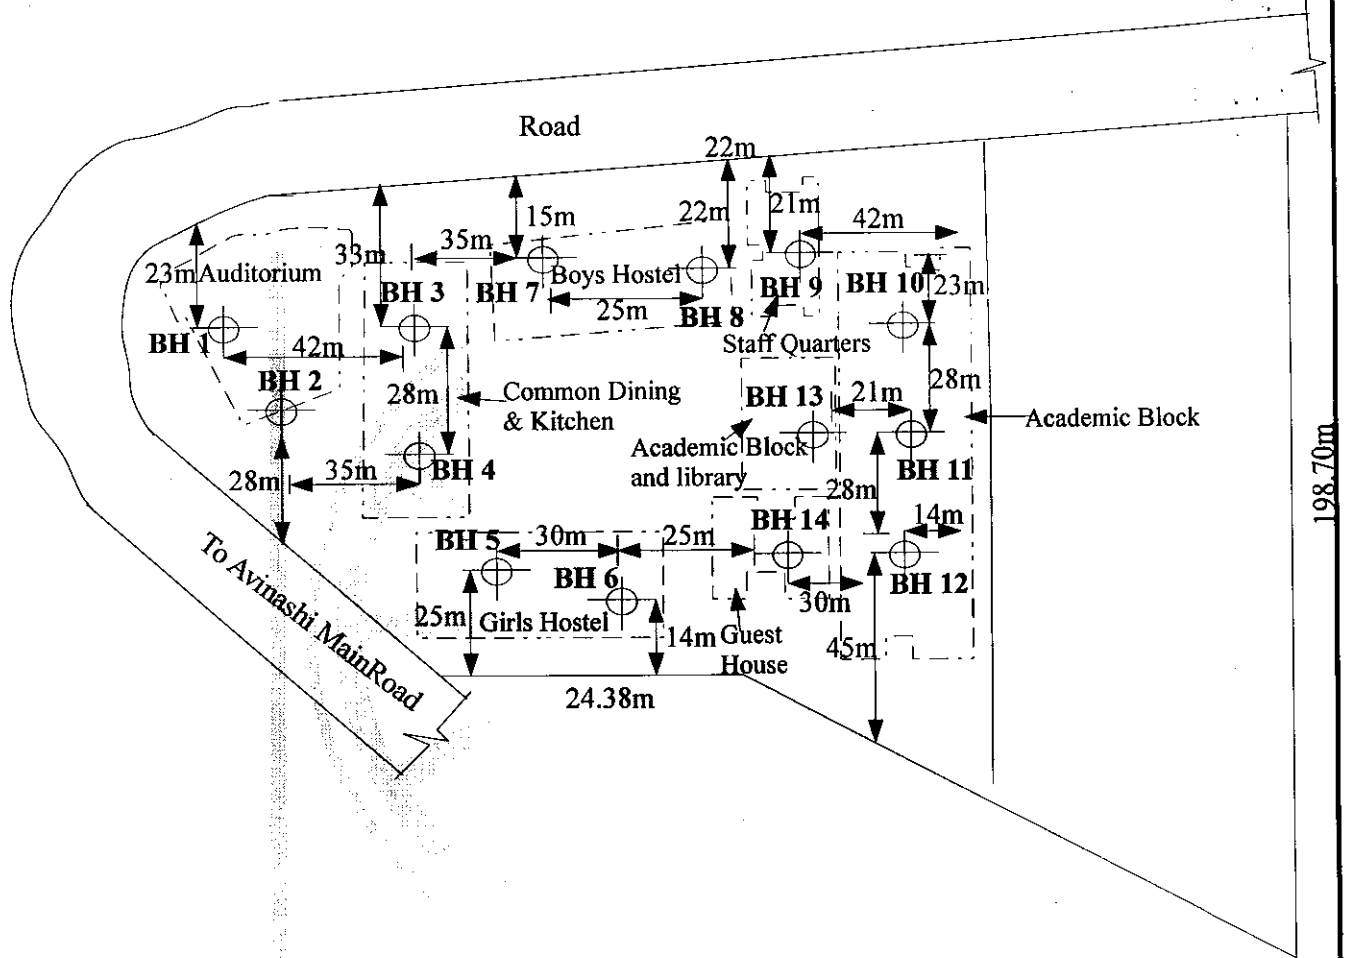 Road
22m
15m
22m
21m
42m
33m
35m
23m
Auditorium
Boys Hostel
BH 3
BH 7
25m
BH 8
BH 9
BH 10
23m
BH 1
42m
Staff Quarters
BH 2
28m
Common Dining
& Kitchen
BH 13
21m
28m
Academic Block
Academic Block
and library
35m
BH 4
28m
BH 11
28m
14m
BH 14
BH 5
30m
25m
BH 6
BH 12
30m
25m
Girls Hostel
14m
Guest
House
45m
24.38m
To Avinashi MainRoad
198.70m